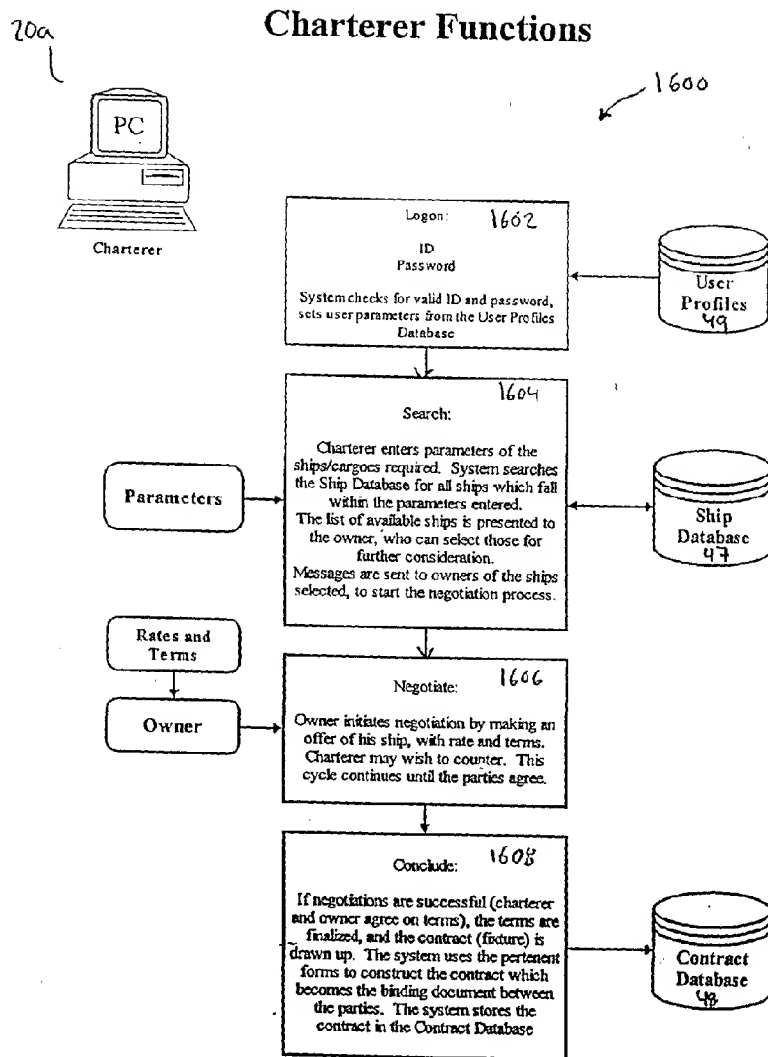 Charterer Functions
20a
1600
PC
Charterer
Logon: 1602
ID
Password
System checks for valid ID and password,
sets user parameters from the User Profiles
Database
User
Profiles
49
1604
Search:
Charterer enters parameters of the
ships/cargoes required. System searches
the Ship Database for all ships which fall
within the parameters entered.
The list of available ships is presented to
the owner, who can select those for
further consideration.
Messages are sent to owners of the ships
selected, to start the negotiation process.
Parameters
Ship
Database
47
Rates and
Terms
Owner
Negotiate: 1606
Owner initiates negotiation by making an
offer of his ship, with rate and terms.
Charterer may wish to counter. This
cycle continues until the parties agree.
Conclude: 1608
If negotiations are successful (charterer
and owner agree on terms), the terms are
finalized, and the contract (fixture) is
drawn up. The system uses the pertenent
forms to construct the contract which
becomes the binding document between
the parties. The system stores the
contract in the Contract Database
Contract
Database
48